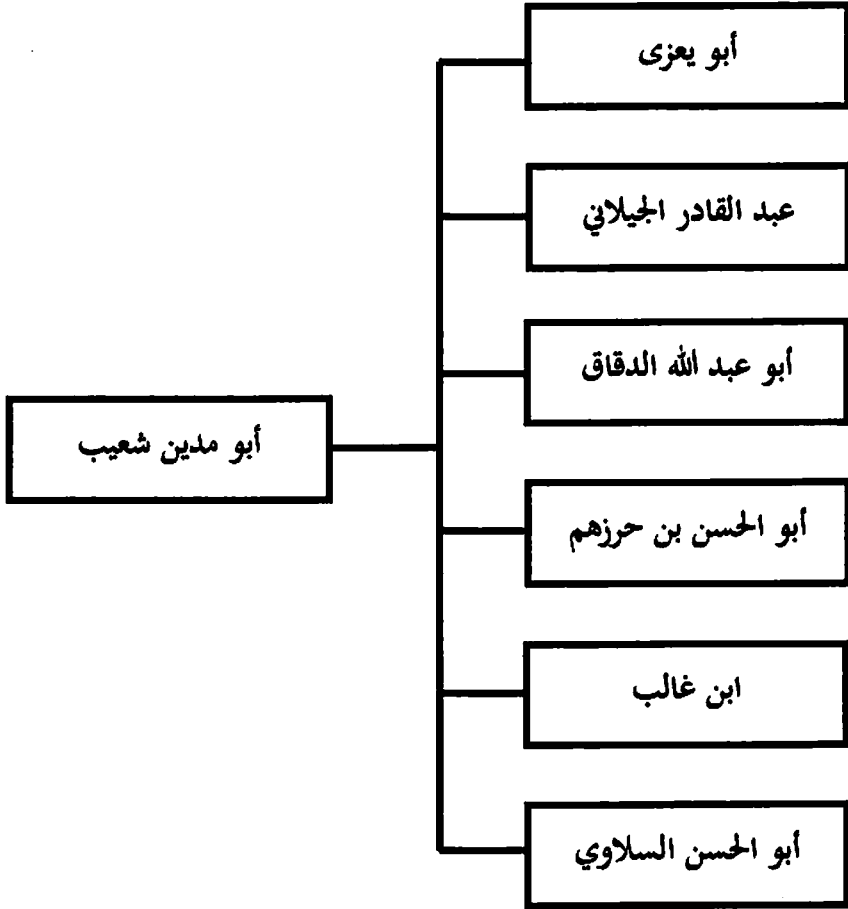 أبو يعزى
عبد القادر الجيلاني
أبو عبد الله الدقاق
أبو مدين شعيب
أبو الحسن بن حرزهم
ابن غالب
أبو الحسن السلاوي